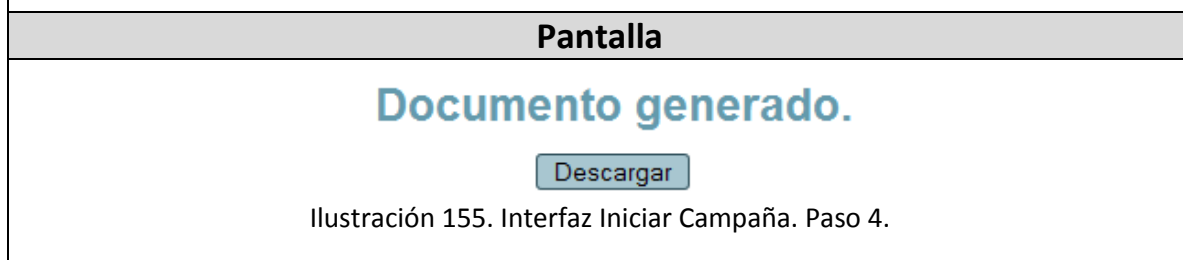 Pantalla
Documento generado.
Descargar
Ilustración 155. Interfaz Iniciar Campaña. Paso 4.